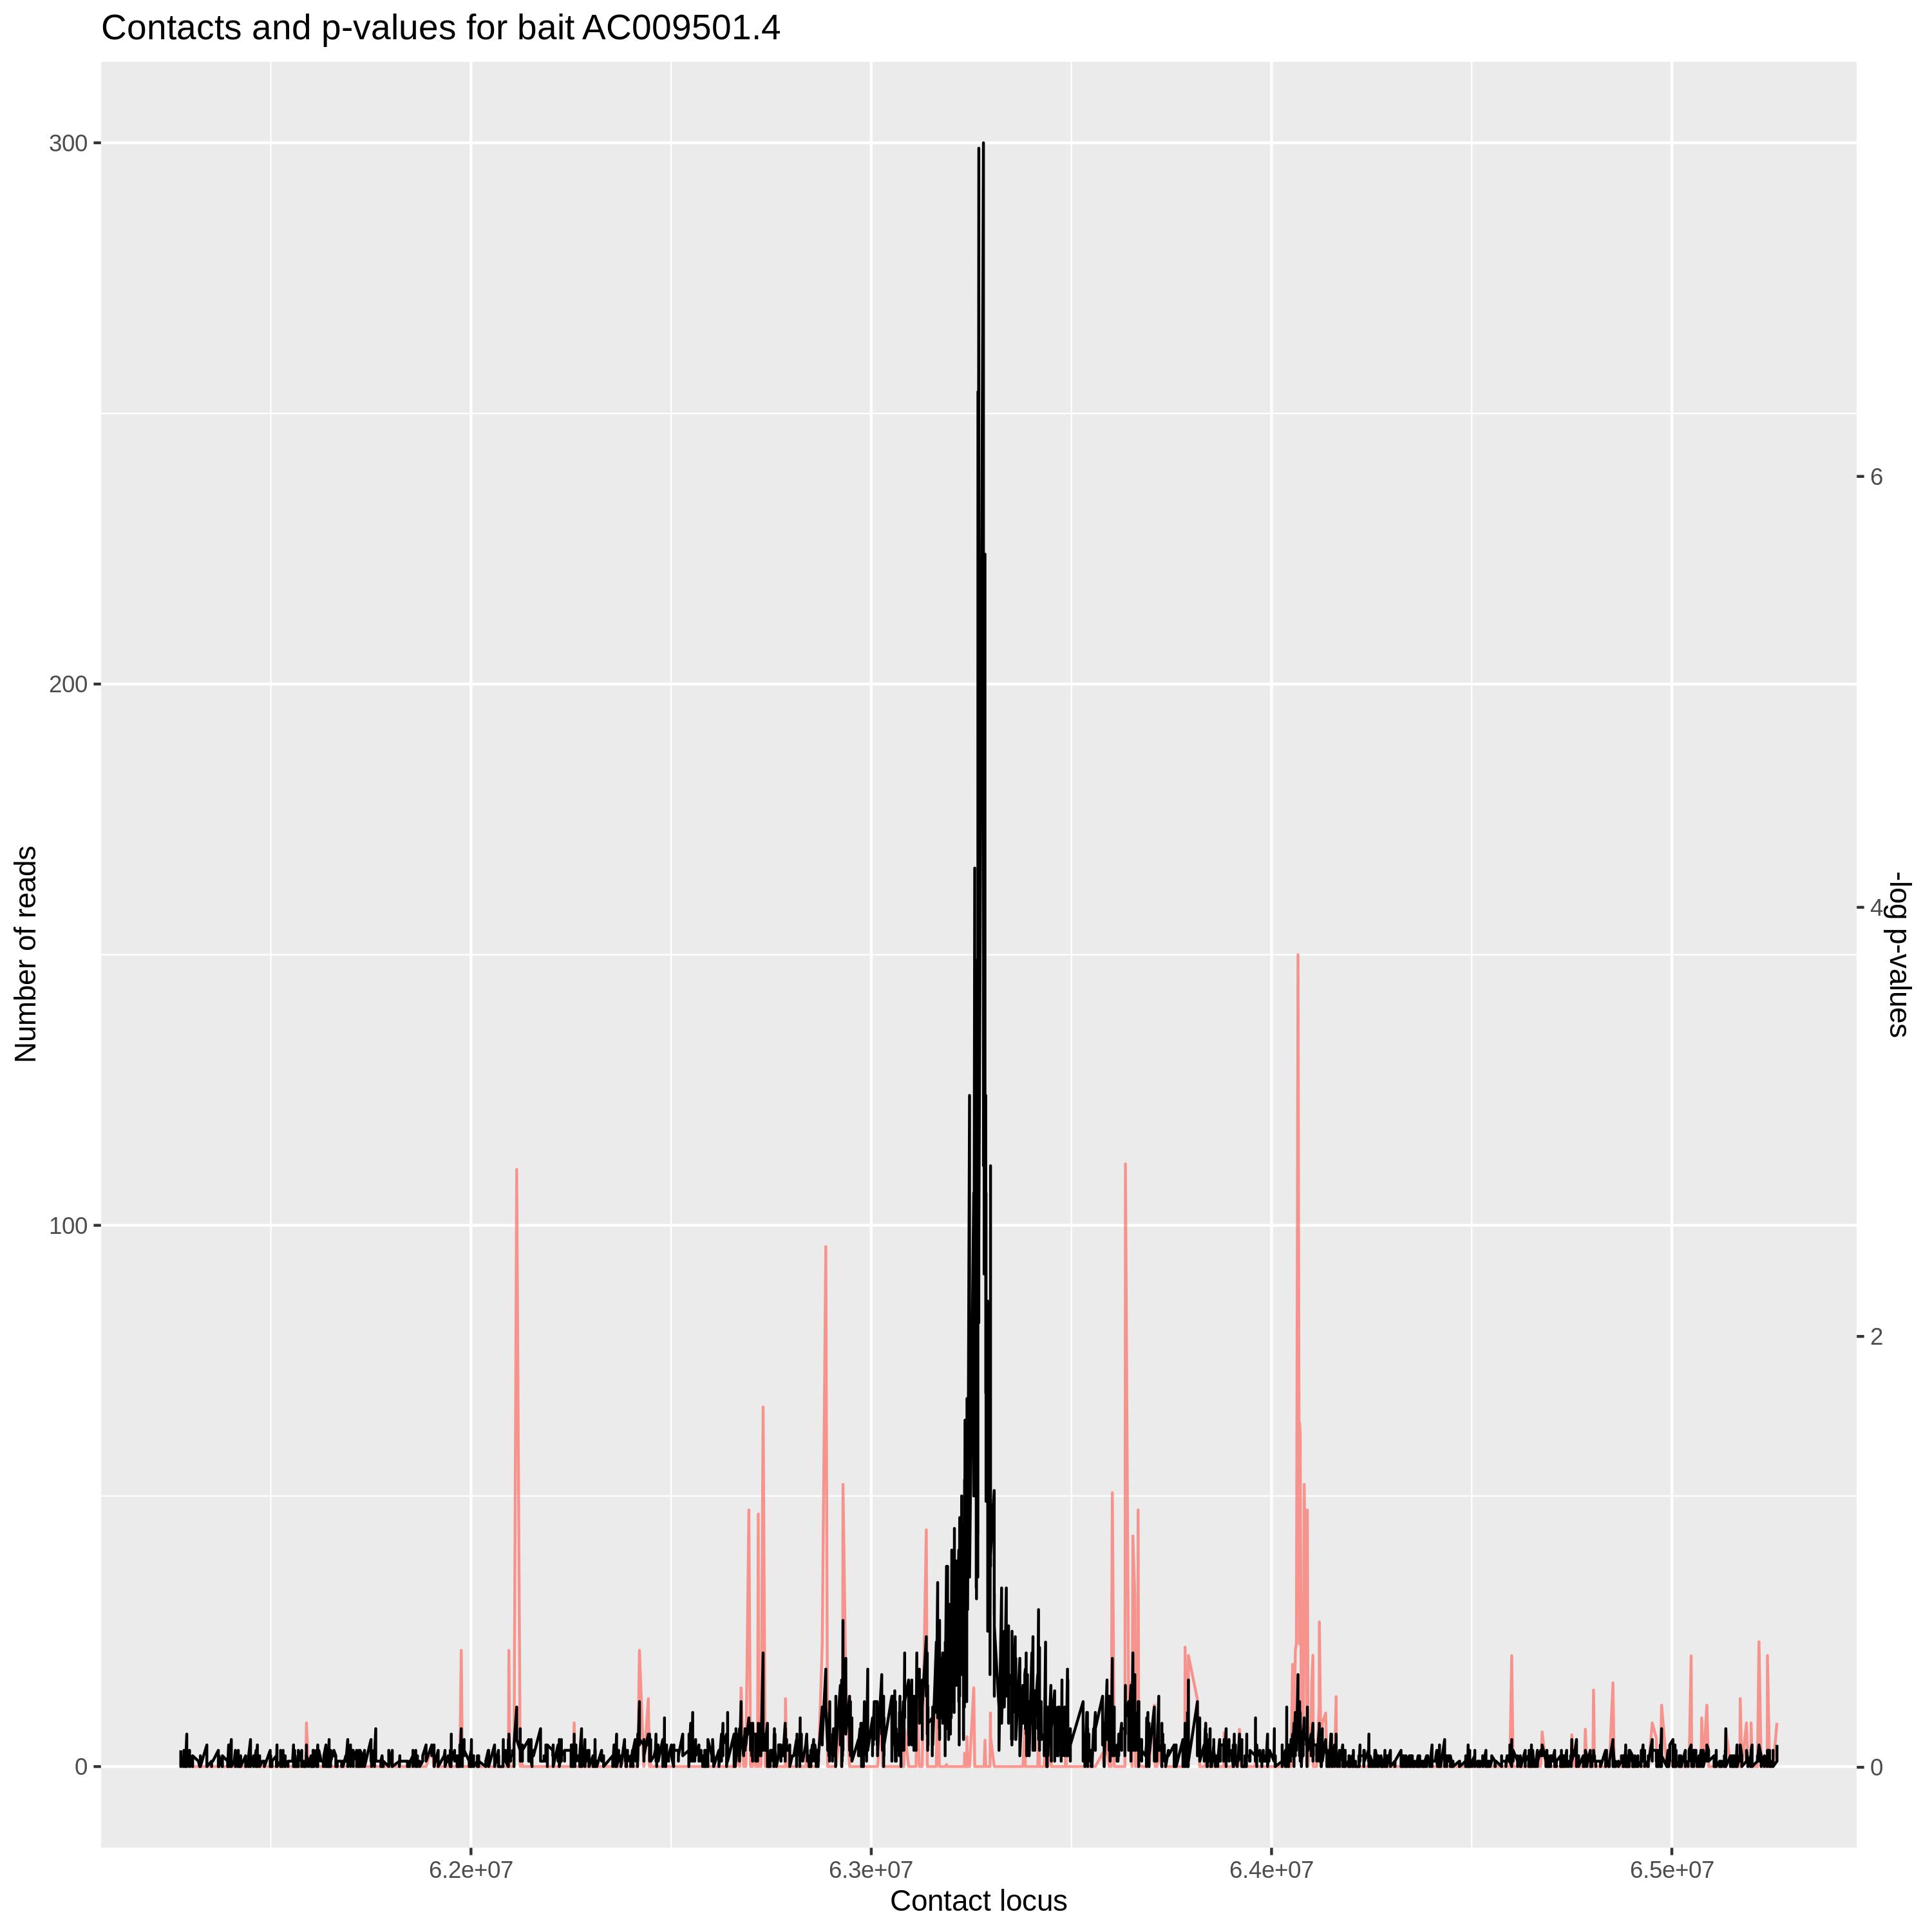 Contacts and p-values for bait AC009501.4
300
200
100
0
Number of reads
6
4
2
0
-log p-values
6.2e+07
6.3e+07
6.4e+07
6.5e+07
Contact locus